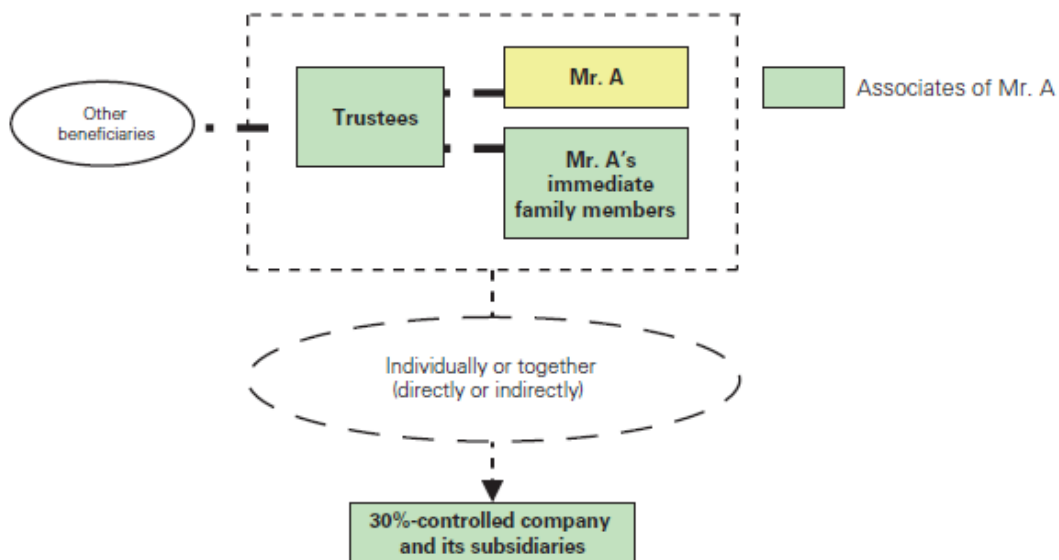 Other
beneficiaries
Trustees
Mr. A
Mr. A's
immediate
family members
Associates of Mr. A
Individually or together
(directly or indirectly)
30%-controlled company
and its subsidiaries